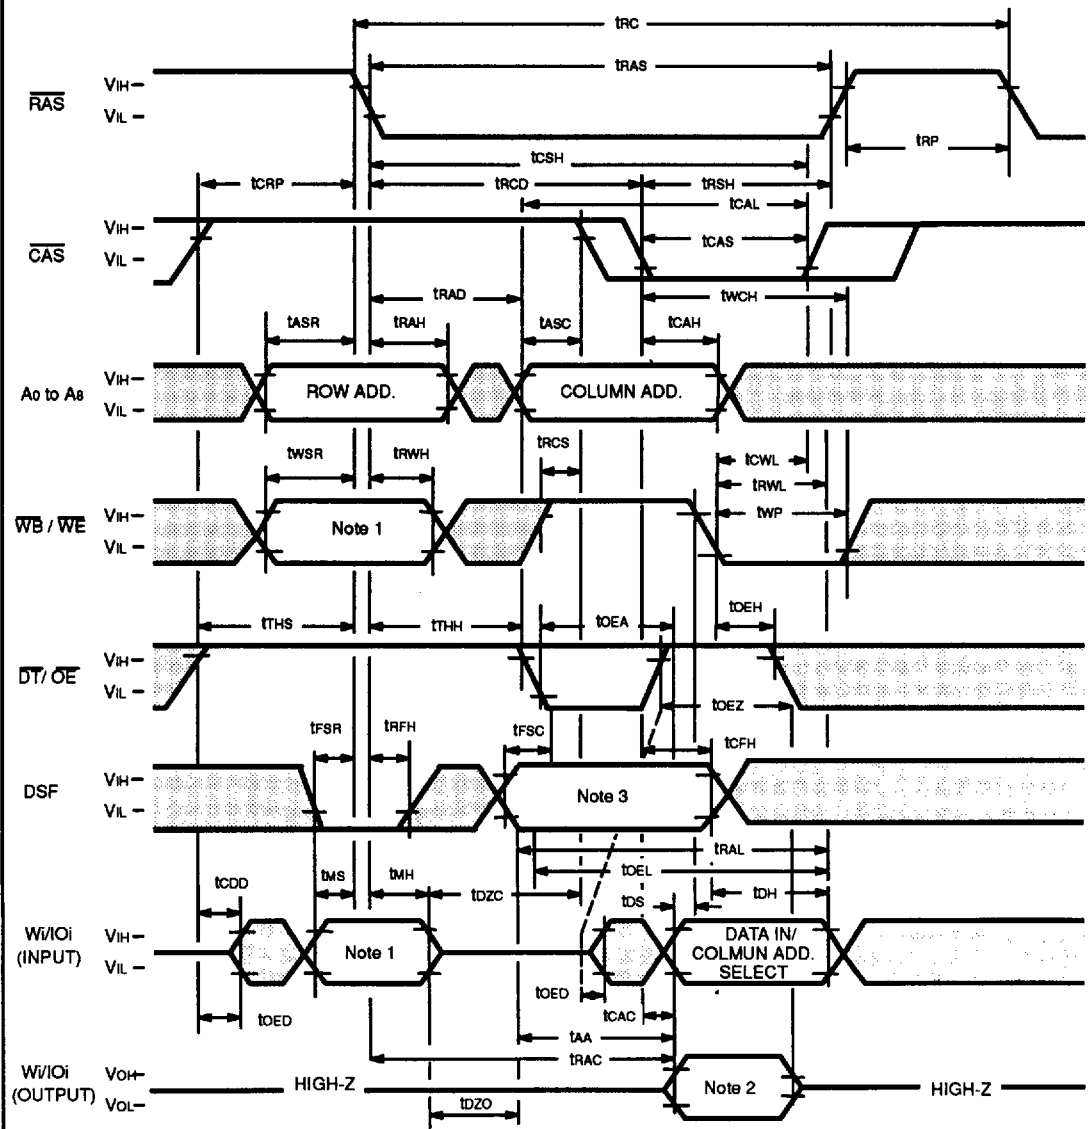 tRC
tRAS
RAS
VIH
VIL
tRP
tCSH
tCRP
tRCD
tRSH
tCAL
CAS
VIH
VIL
tCAS
tRAD
tWCH
tASR
tRAH
tASC
tCAH
A0 to A8
VIH
VIL
ROW ADD.
COLUMN ADD.
tWSR
tRWH
tRCS
tCWL
tRWL
tWP
WB / WE
VIH
VIL
Note 1
tTHS
tTHH
tOEA
tOEH
DT/ OE
VIH
VIL
tOEZ
tFSR
tRFH
tFSC
tCFH
DSF
VIH
VIL
Note 3
tRAL
tOEL
tCDD
tMS
tMH
tDZC
tDS
tDH
Wi/IOi
(INPUT)
VIH
VIL
Note 1
DATA IN/
COLMUN ADD.
SELECT
tOED
tOED
tCAC
tAA
tRAC
Wi/IOi
(OUTPUT)
VOH
VOL
HIGH-Z
Note 2
HIGH-Z
tDZO